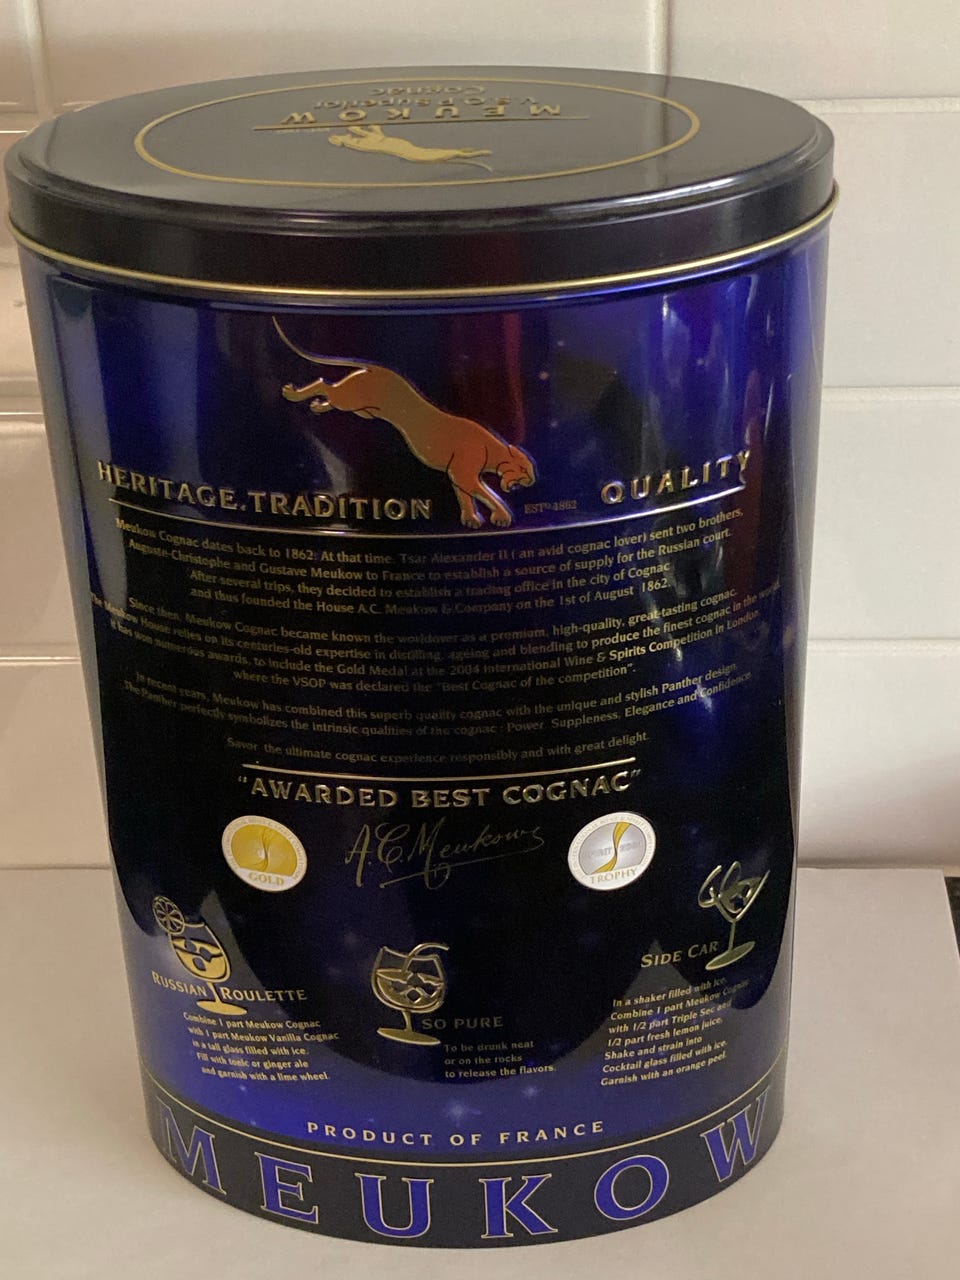 MEUKOW
V.S.O.P Superior
Cognac
HERITAGE. TRADITION
ESTD 1862
QUALITY
Meukow Cognac dates back to 1862. At that time, Tsar Alexander II ( an avid cognac lover) sent two brothers,
Auguste-Christophe and Gustave Meukow to France to establish a source of supply for the Russian court.
After several trips, they decided to establish a trading office in the city of Cognac
and thus founded the House A.C. Meukow & Company on the 1st of August 1862.
Since then, Meukow Cognac became known the worldover as a premium, high-quality, great-tasting cognac.
The Meukow House relies on its centuries-old expertise in distilling, ageing and blending to produce the finest cognac in the world
It has won numerous awards, to include the Gold Medal at the 2004 International Wine & Spirits Competition in London,
where the VSOP was declared the "Best Cognac of the competition".
In recent years, Meukow has combined this superb quality cognac with the unique and stylish Panther design.
The Panther perfectly symbolizes the intrinsic qualities of the cognac : Power, Suppleness, Elegance and Confidence.
Savor the ultimate cognac experience responsibly and with great delight.
"AWARDED BEST COGNAC"
A.C. Meukow
GOLD
TROPHY
RUSSIAN ROULETTE
Combine 1 part Meukow Cognac
with 1 part Meukow Vanilla Cognac
in a tall glass filled with ice.
Fill with tonic or ginger ale
and garnish with a lime wheel.
SO PURE
To be drunk neat
or on the rocks
to release the flavors.
SIDE CAR
In a shaker filled with ice,
Combine 1 part Meukow Cognac
with 1/2 part Triple Sec and
1/2 part fresh lemon juice,
Shake and strain into
Cocktail glass filled with ice.
Garnish with an orange peel.
PRODUCT OF FRANCE
MEUKOW